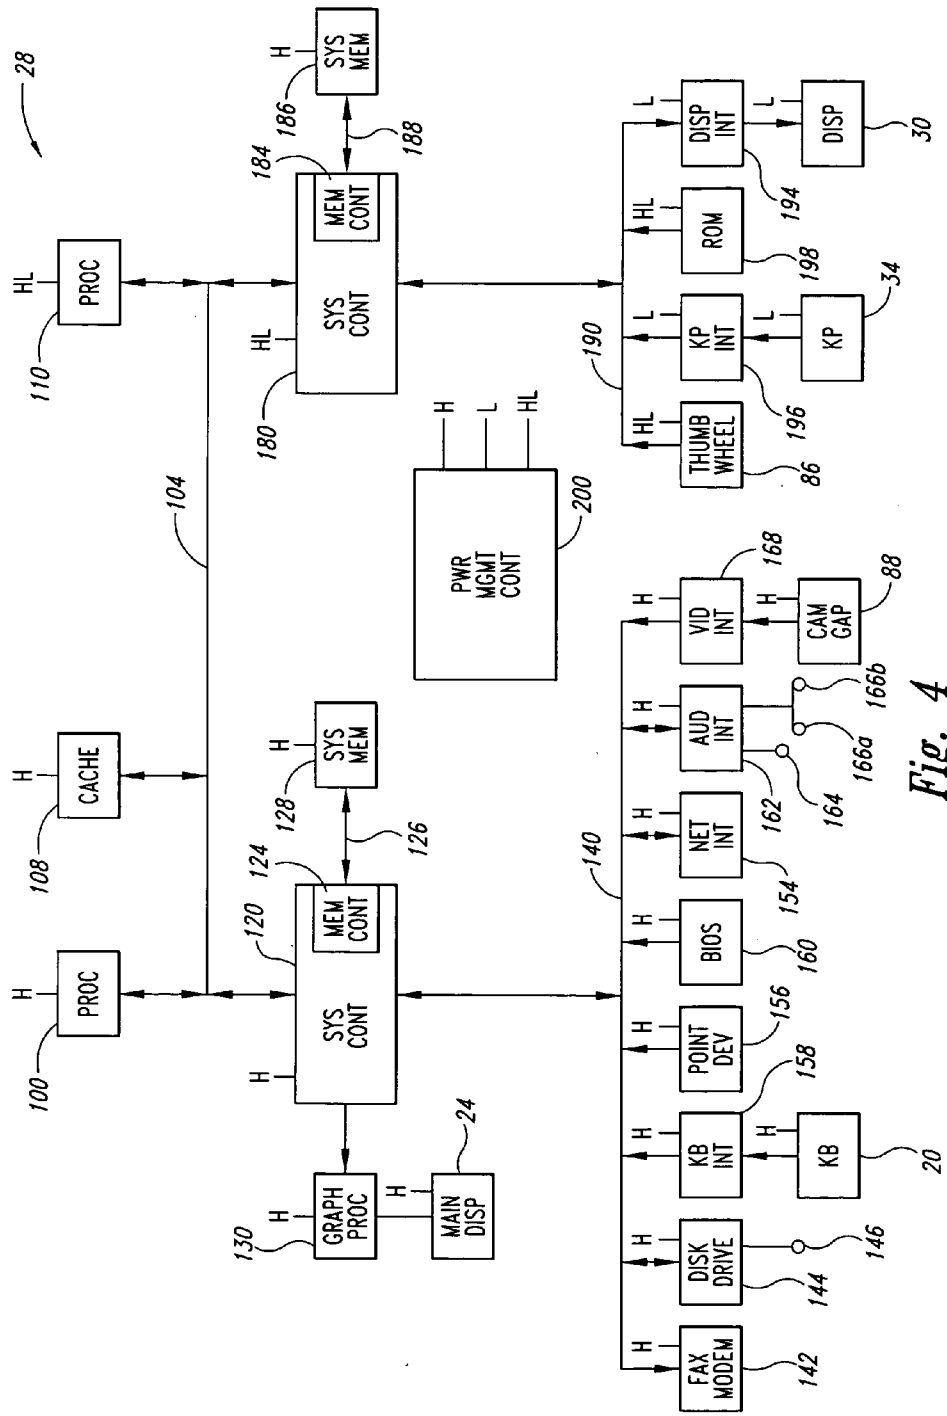 28
HL
PROC
110
H
CACHE
108
H
PROC
100
104
H
SYS
MEM
186
188
184
MEM
CONT
SYS
CONT
HL
180
H
SYS
MEM
128
126
124
MEM
CONT
120
SYS
CONT
H
H
GRAPH
PROC
130
H
MAIN
DISP
24
PWR
MGMT
CONT
H
L
HL
200
190
HL
THUMB
WHEEL
86
L
KP
INT
196
L
KP
34
HL
ROM
198
L
DISP
INT
194
L
DISP
30
140
H
FAX
MODEM
142
H
DISK
DRIVE
144
146
H
KB
INT
158
H
KB
20
H
POINT
DEV
156
H
BIOS
160
H
NET
INT
154
H
AUD
INT
162
164
166a
166b
H
VID
INT
168
H
CAM
GAP
88
Fig. 4